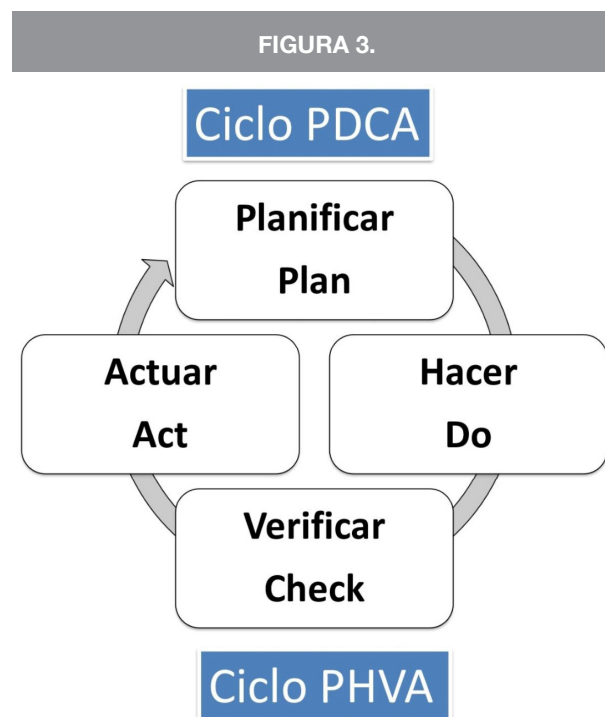 FIGURA 3.
Ciclo PDCA
Planificar
Plan
Actuar
Act
Hacer
Do
Verificar
Check
Ciclo PHVA